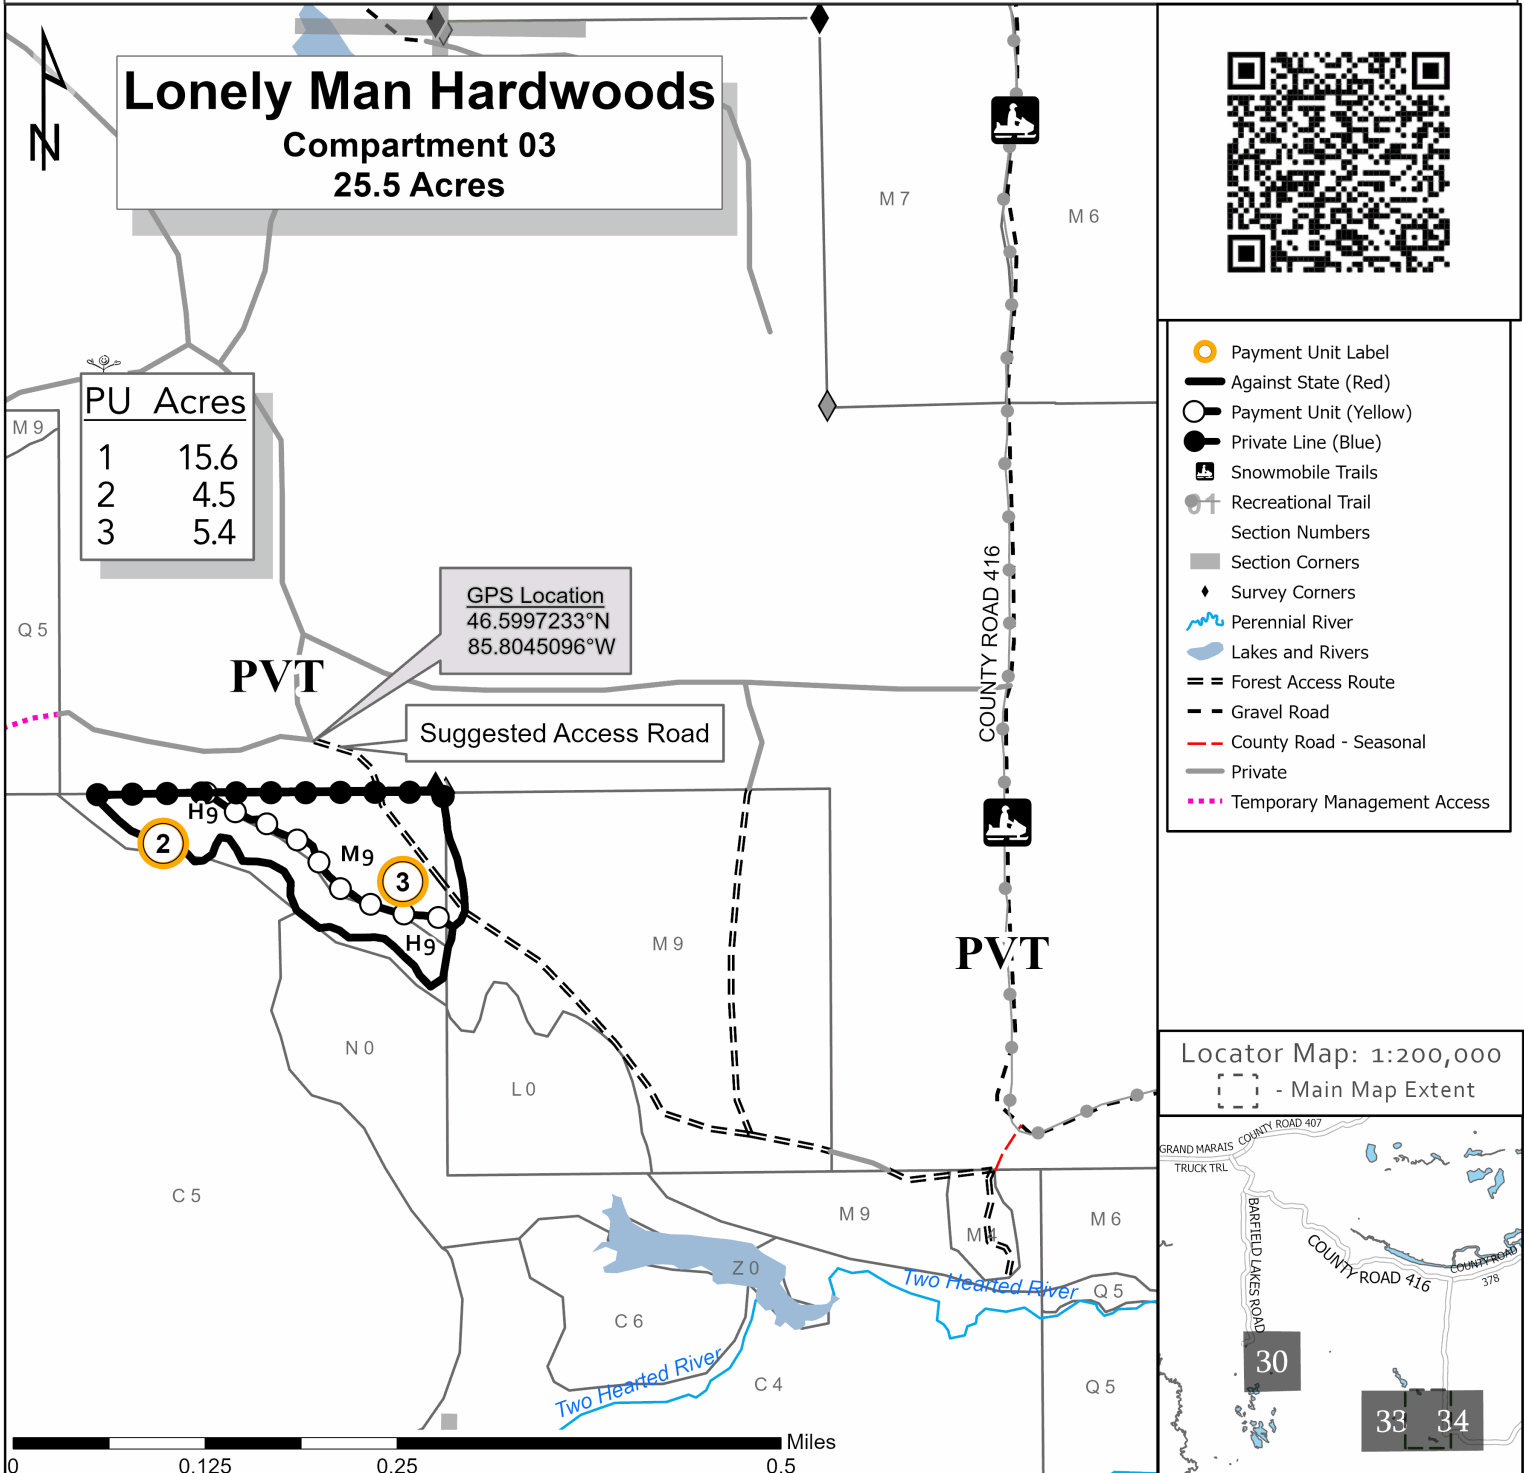 Lonely Man Hardwoods
Compartment 03
25.5 Acres
N
M 7
M 6
PU Acres
1 15.6
2 4.5
3 5.4
M 9
Q 5
GPS Location
46.5997233°N
85.8045096°W
PVT
Suggested Access Road
COUNTY ROAD 416
H9
2
M9
3
H9
M 9
PVT
N 0
L 0
C 5
M 9
M 4
M 6
Z 0
Two Hearted River
Q 5
C 6
Two Hearted River
C 4
Q 5
Miles
0 0.125 0.25 0.5
Payment Unit Label
Against State (Red)
Payment Unit (Yellow)
Private Line (Blue)
Snowmobile Trails
Recreational Trail
01
Section Numbers
Section Corners
Survey Corners
Perennial River
Lakes and Rivers
Forest Access Route
Gravel Road
County Road - Seasonal
Private
Temporary Management Access
Locator Map: 1:200,000
- Main Map Extent
GRAND MARAIS
TRUCK TRL
COUNTY ROAD 407
BARFIELD LAKES ROAD
COUNTY ROAD 416
COUNTY ROAD
378
30
33
34